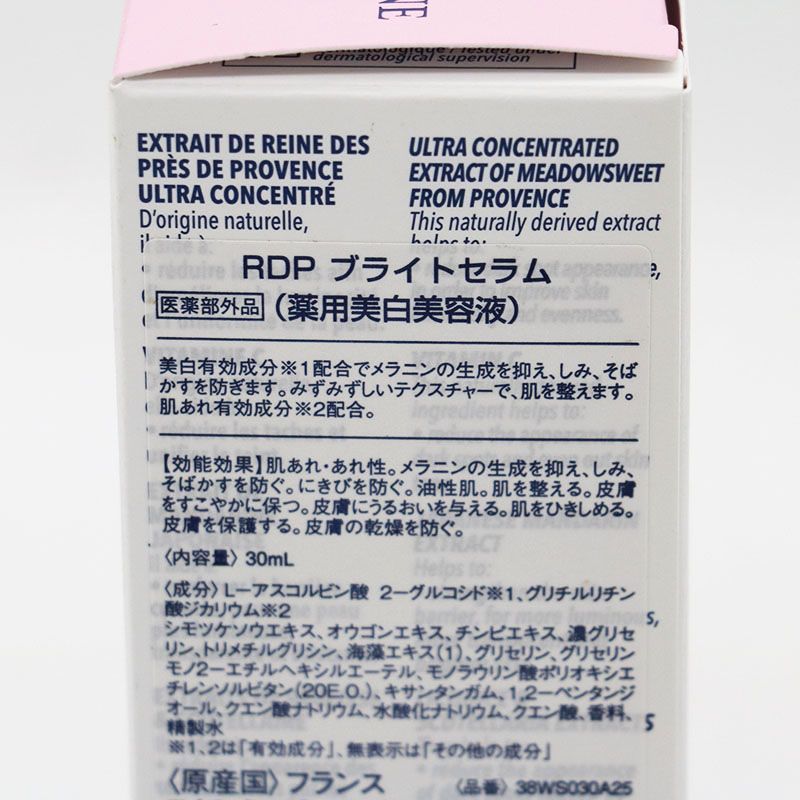 INE
dermatologique / Tested under
dermatological supervision
EXTRAIT DE REINE DES
PRÈS DE PROVENCE
ULTRA CONCENTRÉ
D'origine naturelle,
il aide à:
ULTRA CONCENTRATED
EXTRACT OF MEADOWSWEET
FROM PROVENCE
This naturally derived extract
helps to:
RDP ブライトセラム
医薬部外品 (薬用美白美容液)
美白有効成分※1配合でメラニンの生成を抑え、しみ、そば
かすを防ぎます。みずみずしいテクスチャーで、肌を整えます。
肌あれ有効成分※2配合。
【効能効果】肌あれ・あれ性。メラニンの生成を抑え、しみ、
そばかすを防ぐ。にきびを防ぐ。油性肌。肌を整える。皮膚
をすこやかに保つ。皮膚にうるおいを与える。肌をひきしめる。
皮膚を保護する。皮膚の乾燥を防ぐ。
〈内容量〉30mL
〈成分〉L-アスコルビン酸 2-グルコシド※1、グリチルリチン
酸ジカリウム※2
シモツケソウエキス、オウゴンエキス、チンピエキス、濃グリセ
リン、トリメチルグリシン、海藻エキス(1)、グリセリン、グリセリン
モノ2-エチルヘキシルエーテル、モノラウリン酸ポリオキシエ
チレンソルビタン(20E.O.)、キサンタンガム、1,2-ペンタンジ
オール、クエン酸ナトリウム、水酸化ナトリウム、クエン酸、香料、
精製水
※1、2は「有効成分」、無表示は「その他の成分」
〈原産国〉フランス 〈品番〉38WS030A25